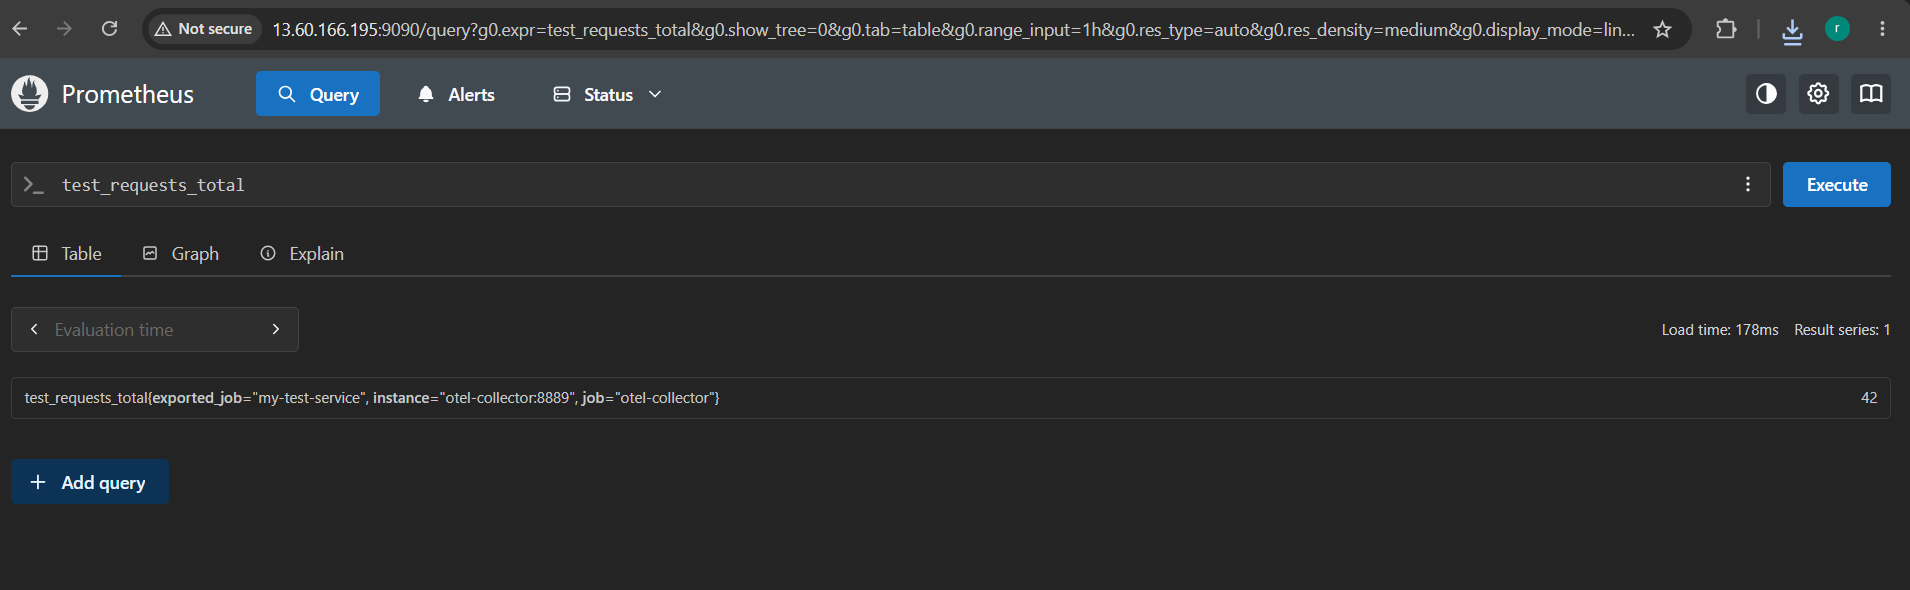 Not secure 13.60.166.195:9090/query?g0.expr=test_requests_total&g0.show_tree=0&g0.tab=table&g0.range_input=1h&g0.res_type=auto&g0.res_density=medium&g0.display_mode=lin... r
Prometheus Query Alerts Status
test_requests_total Execute
Table Graph Explain
Evaluation time Load time: 178ms Result series: 1
test_requests_total{exported_job="my-test-service", instance="otel-collector:8889", job="otel-collector"} 42
Add query